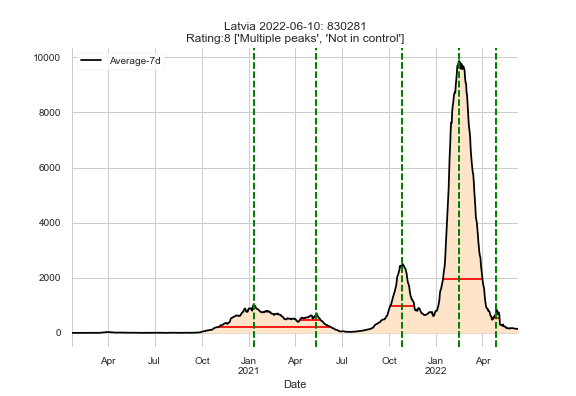 Latvia 2022-06-10: 830281
Rating:8 ['Multiple peaks', 'Not in control']
Average-7d
10000
8000
6000
4000
2000
0
Apr Jul Oct Jan Apr Jul Oct Jan Apr
2021 2022
Date